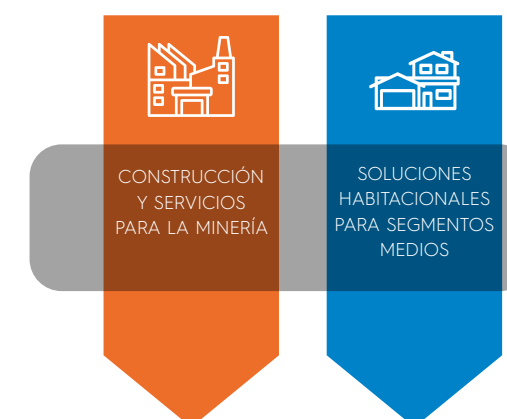 CONSTRUCCIÓN
Y SERVICIOS
PARA LA MINERÍA
SOLUCIONES
HABITACIONALES
PARA SEGMENTOS
MEDIOS